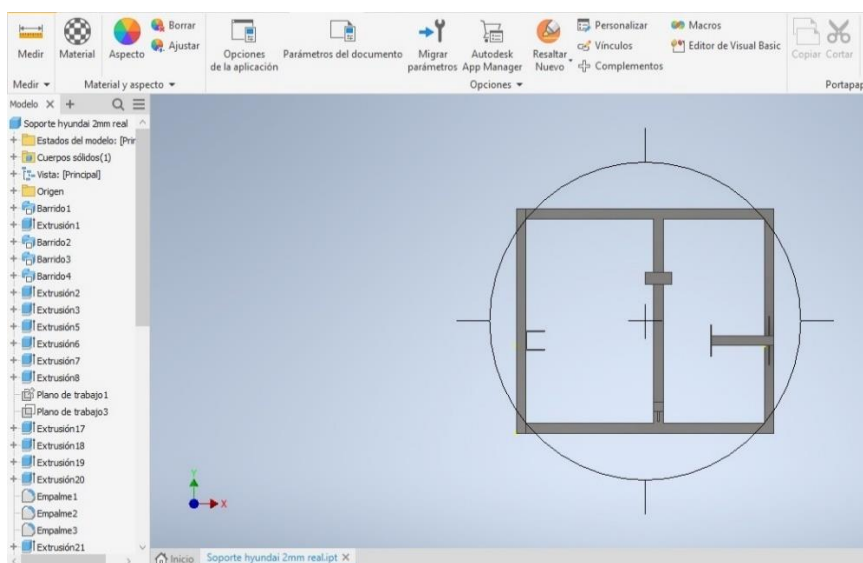 Medir
Material
Aspecto
Borrar
Ajustar
Opciones
de la aplicación
Parámetros del documento
Migrar
parámetros
Autodesk
App Manager
Resaltar
Nuevo
Personalizar
Vínculos
Complementos
Macros
Editor de Visual Basic
Copiar Cortar
Medir
Material y aspecto
Opciones
Portapap
Modelo
Soporte hyundai 2mm real
Estados del modelo: [Prir
Cuerpos sólidos(1)
Vista: [Principal]
Origen
Barrido1
Extrusión1
Barrido2
Barrido3
Barrido4
Extrusión2
Extrusión3
Extrusión5
Extrusión6
Extrusión7
Extrusión8
Plano de trabajo1
Plano de trabajo3
Extrusión17
Extrusión18
Extrusión19
Extrusión20
Empalme1
Empalme2
Empalme3
Extrusión21
Y
X
Inicio
Soporte hyundai 2mm real.ipt